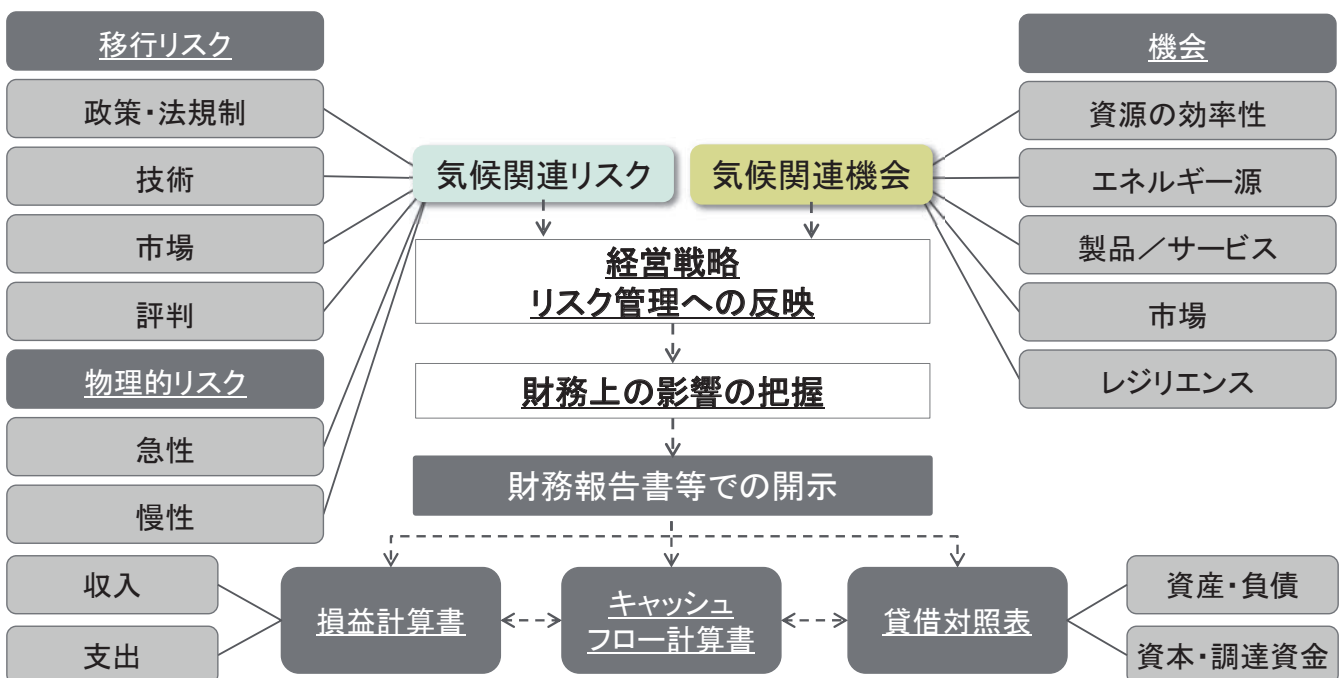 移行リスク
政策・法規制
技術
市場
評判
物理的リスク
急性
慢性
気候関連リスク
気候関連機会
経営戦略
リスク管理への反映
財務上の影響の把握
財務報告書等での開示
機会
資源の効率性
エネルギー源
製品／サービス
市場
レジリエンス
収入
支出
損益計算書
キャッシュ
フロー計算書
貸借対照表
資産・負債
資本・調達資金